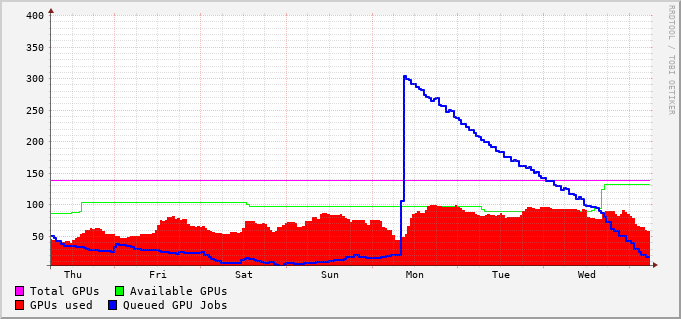 400
350
300
250
200
150
100
50
Thu Fri Sat Sun Mon Tue Wed
Total GPUs Available GPUs
GPUs used Queued GPU Jobs
RRDTOOL / TOBI OETIKER